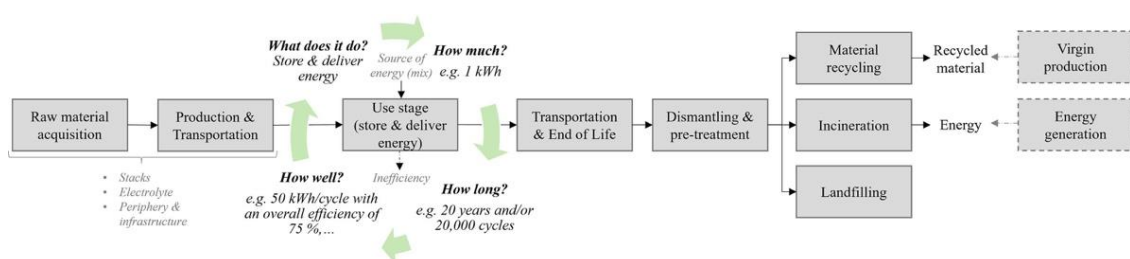 What does it do?
Store & deliver
energy
Source of
energy (mix)
How much?
e.g. 1 kWh
Raw material
acquisition
Production &
Transportation
Use stage
(store & deliver
energy)
Transportation
& End of Life
Dismantling &
pre-treatment
Material
recycling
Recycled
material
Virgin
production
Incineration
Energy
Energy
generation
Landfilling
• Stacks
• Electrolyte
• Periphery &
infrastructure
How well?
e.g. 50 kWh/cycle with
an overall efficiency of
75 %,…
Inefficiency
How long?
e.g. 20 years and/or
20,000 cycles